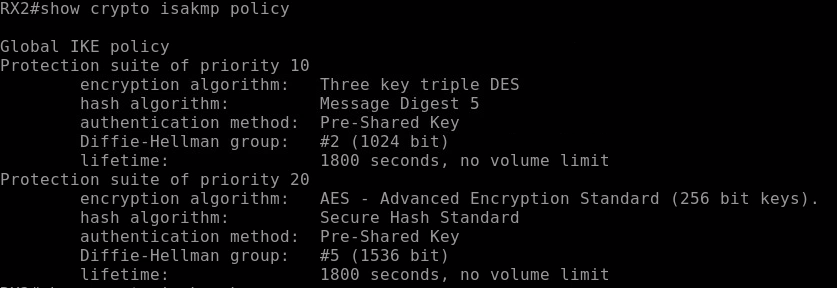 RX2#show crypto isakmp policy
Global IKE policy
Protection suite of priority 10
encryption algorithm: Three key triple DES
hash algorithm: Message Digest 5
authentication method: Pre-Shared Key
Diffie-Hellman group: #2 (1024 bit)
lifetime: 1800 seconds, no volume limit
Protection suite of priority 20
encryption algorithm: AES - Advanced Encryption Standard (256 bit keys).
hash algorithm: Secure Hash Standard
authentication method: Pre-Shared Key
Diffie-Hellman group: #5 (1536 bit)
lifetime: 1800 seconds, no volume limit